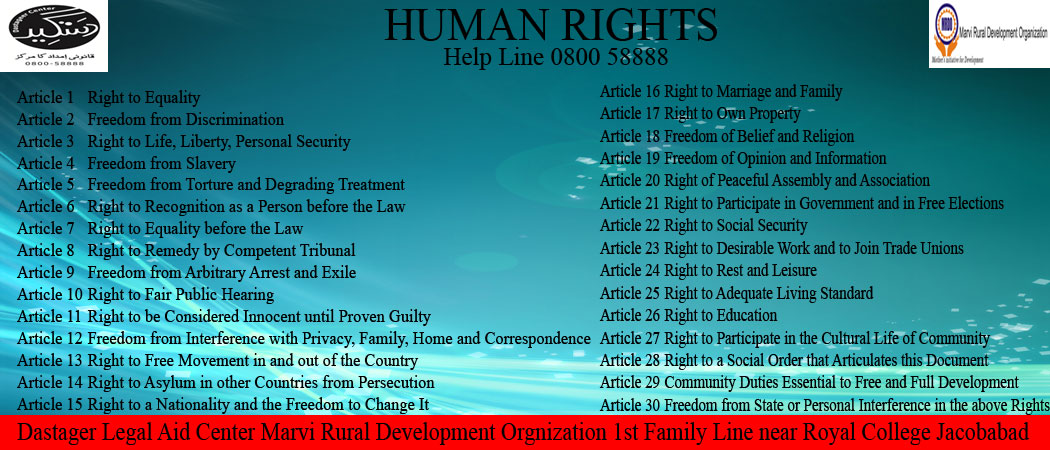 Dastager Center
دستگیر
قانونی امداد کا مرکز
0800-58888
HUMAN RIGHTS
Help Line 0800 58888
MRDO
Marvi Rural Development Organization
Mother's Initiative for Development
Article 1 Right to Equality
Article 2 Freedom from Discrimination
Article 3 Right to Life, Liberty, Personal Security
Article 4 Freedom from Slavery
Article 5 Freedom from Torture and Degrading Treatment
Article 6 Right to Recognition as a Person before the Law
Article 7 Right to Equality before the Law
Article 8 Right to Remedy by Competent Tribunal
Article 9 Freedom from Arbitrary Arrest and Exile
Article 10 Right to Fair Public Hearing
Article 11 Right to be Considered Innocent until Proven Guilty
Article 12 Freedom from Interference with Privacy, Family, Home and Correspondence
Article 13 Right to Free Movement in and out of the Country
Article 14 Right to Asylum in other Countries from Persecution
Article 15 Right to a Nationality and the Freedom to Change It
Article 16 Right to Marriage and Family
Article 17 Right to Own Property
Article 18 Freedom of Belief and Religion
Article 19 Freedom of Opinion and Information
Article 20 Right of Peaceful Assembly and Association
Article 21 Right to Participate in Government and in Free Elections
Article 22 Right to Social Security
Article 23 Right to Desirable Work and to Join Trade Unions
Article 24 Right to Rest and Leisure
Article 25 Right to Adequate Living Standard
Article 26 Right to Education
Article 27 Right to Participate in the Cultural Life of Community
Article 28 Right to a Social Order that Articulates this Document
Article 29 Community Duties Essential to Free and Full Development
Article 30 Freedom from State or Personal Interference in the above Rights
Dastager Legal Aid Center Marvi Rural Development Orgnization 1st Family Line near Royal College Jacobabad